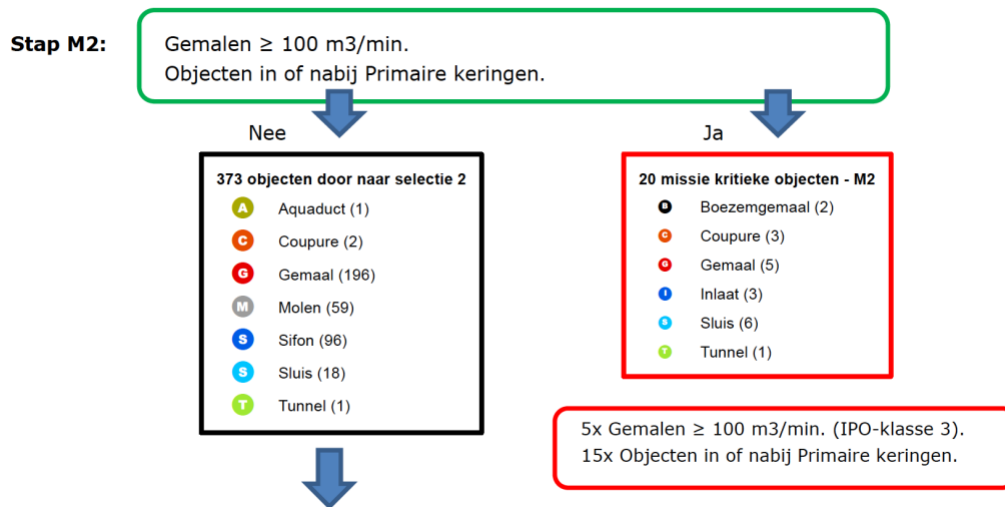 Stap M2:
Gemalen ≥ 100 m3/min.
Objecten in of nabij Primaire keringen.
Nee
Ja
373 objecten door naar selectie 2
A Aquaduct (1)
C Coupure (2)
G Gemaal (196)
M Molen (59)
S Sifon (96)
S Sluis (18)
T Tunnel (1)
20 missie kritieke objecten - M2
B Boezemgemaal (2)
C Coupure (3)
G Gemaal (5)
I Inlaat (3)
S Sluis (6)
T Tunnel (1)
5x Gemalen ≥ 100 m3/min. (IPO-klasse 3).
15x Objecten in of nabij Primaire keringen.